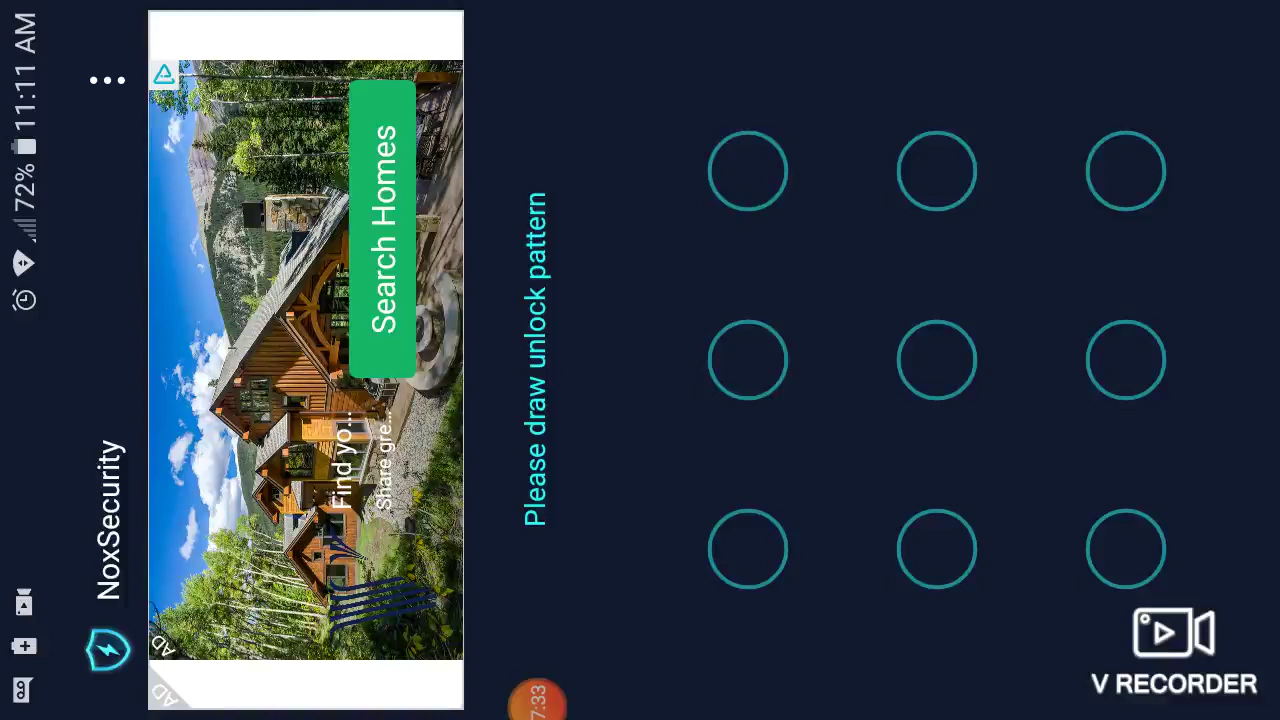 72% 11:11 AM
NoxSecurity
AD
AD
Find yo...
Share gre...
Search Homes
Please draw unlock pattern
7:33
V RECORDER